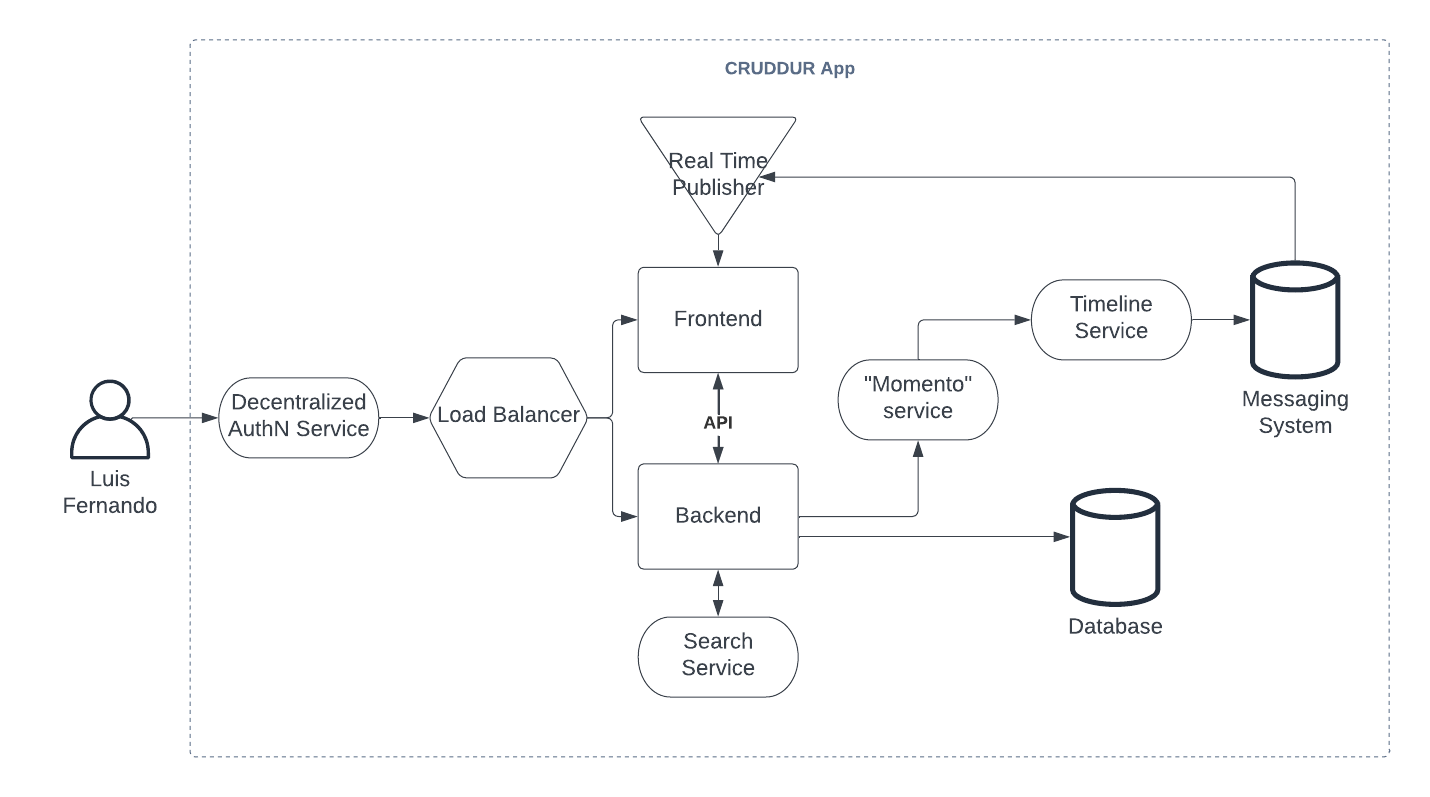 CRUDDUR App
Real Time
Publisher
Frontend
Timeline
Service
"Momento"
service
Messaging
System
Decentralized
AuthN Service
Load Balancer
API
Luis
Fernando
Backend
Database
Search
Service